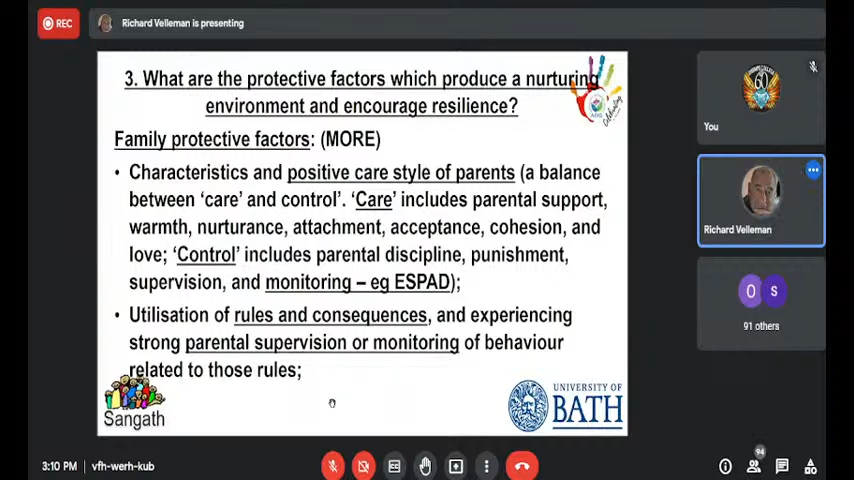 REC
Richard Velleman is presenting
3. What are the protective factors which produce a nurturing
environment and encourage resilience?
Family protective factors: (MORE)
• Characteristics and positive care style of parents (a balance
between ‘care’ and control’. ‘Care’ includes parental support,
warmth, nurturance, attachment, acceptance, cohesion, and
love; ‘Control’ includes parental discipline, punishment,
supervision, and monitoring – eg ESPAD);
• Utilisation of rules and consequences, and experiencing
strong parental supervision or monitoring of behaviour
related to those rules;
Sangath
UNIVERSITY OF
BATH
60
You
Richard Velleman
O S
91 others
3:10 PM | vfh-werh-kub
94